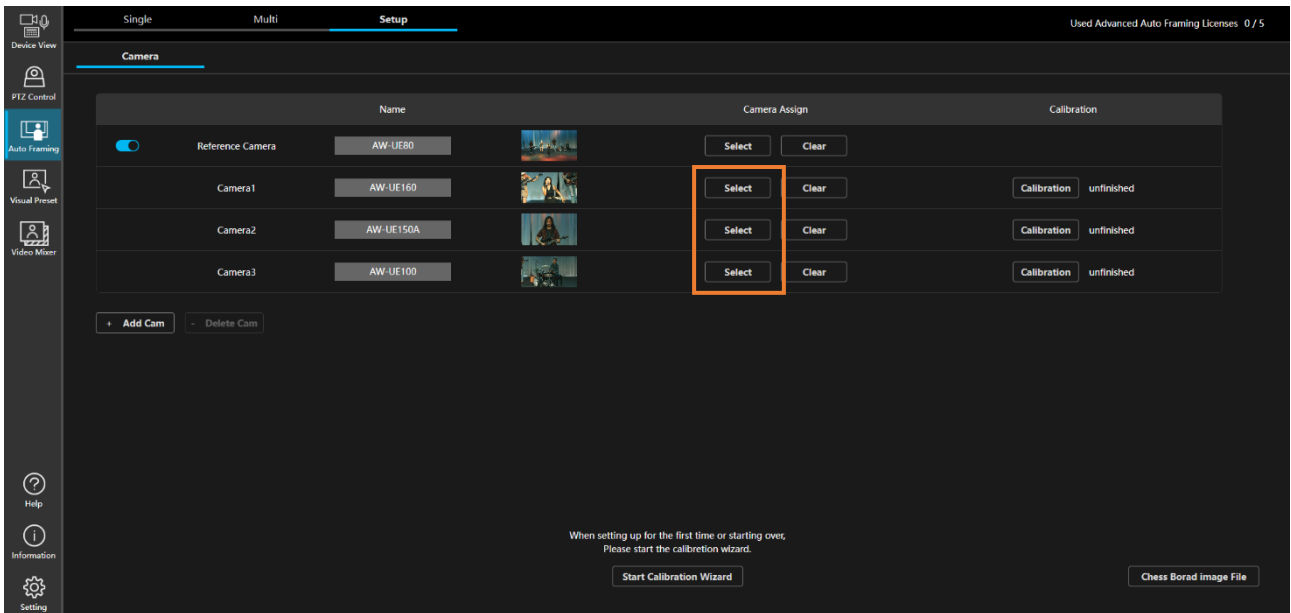 Device View
PTZ Control
Auto Framing
Visual Preset
Video Mixer
Help
Information
Setting
Single Multi Setup
Used Advanced Auto Framing Licenses 0 / 5
Camera
Name Camera Assign Calibration
Reference Camera AW-UE80 Select Clear
Camera1 AW-UE160 Select Clear Calibration unfinished
Camera2 AW-UE150A Select Clear Calibration unfinished
Camera3 AW-UE100 Select Clear Calibration unfinished
+ Add Cam - Delete Cam
When setting up for the first time or starting over,
Please start the calibretion wizard.
Start Calibration Wizard
Chess Borad image File